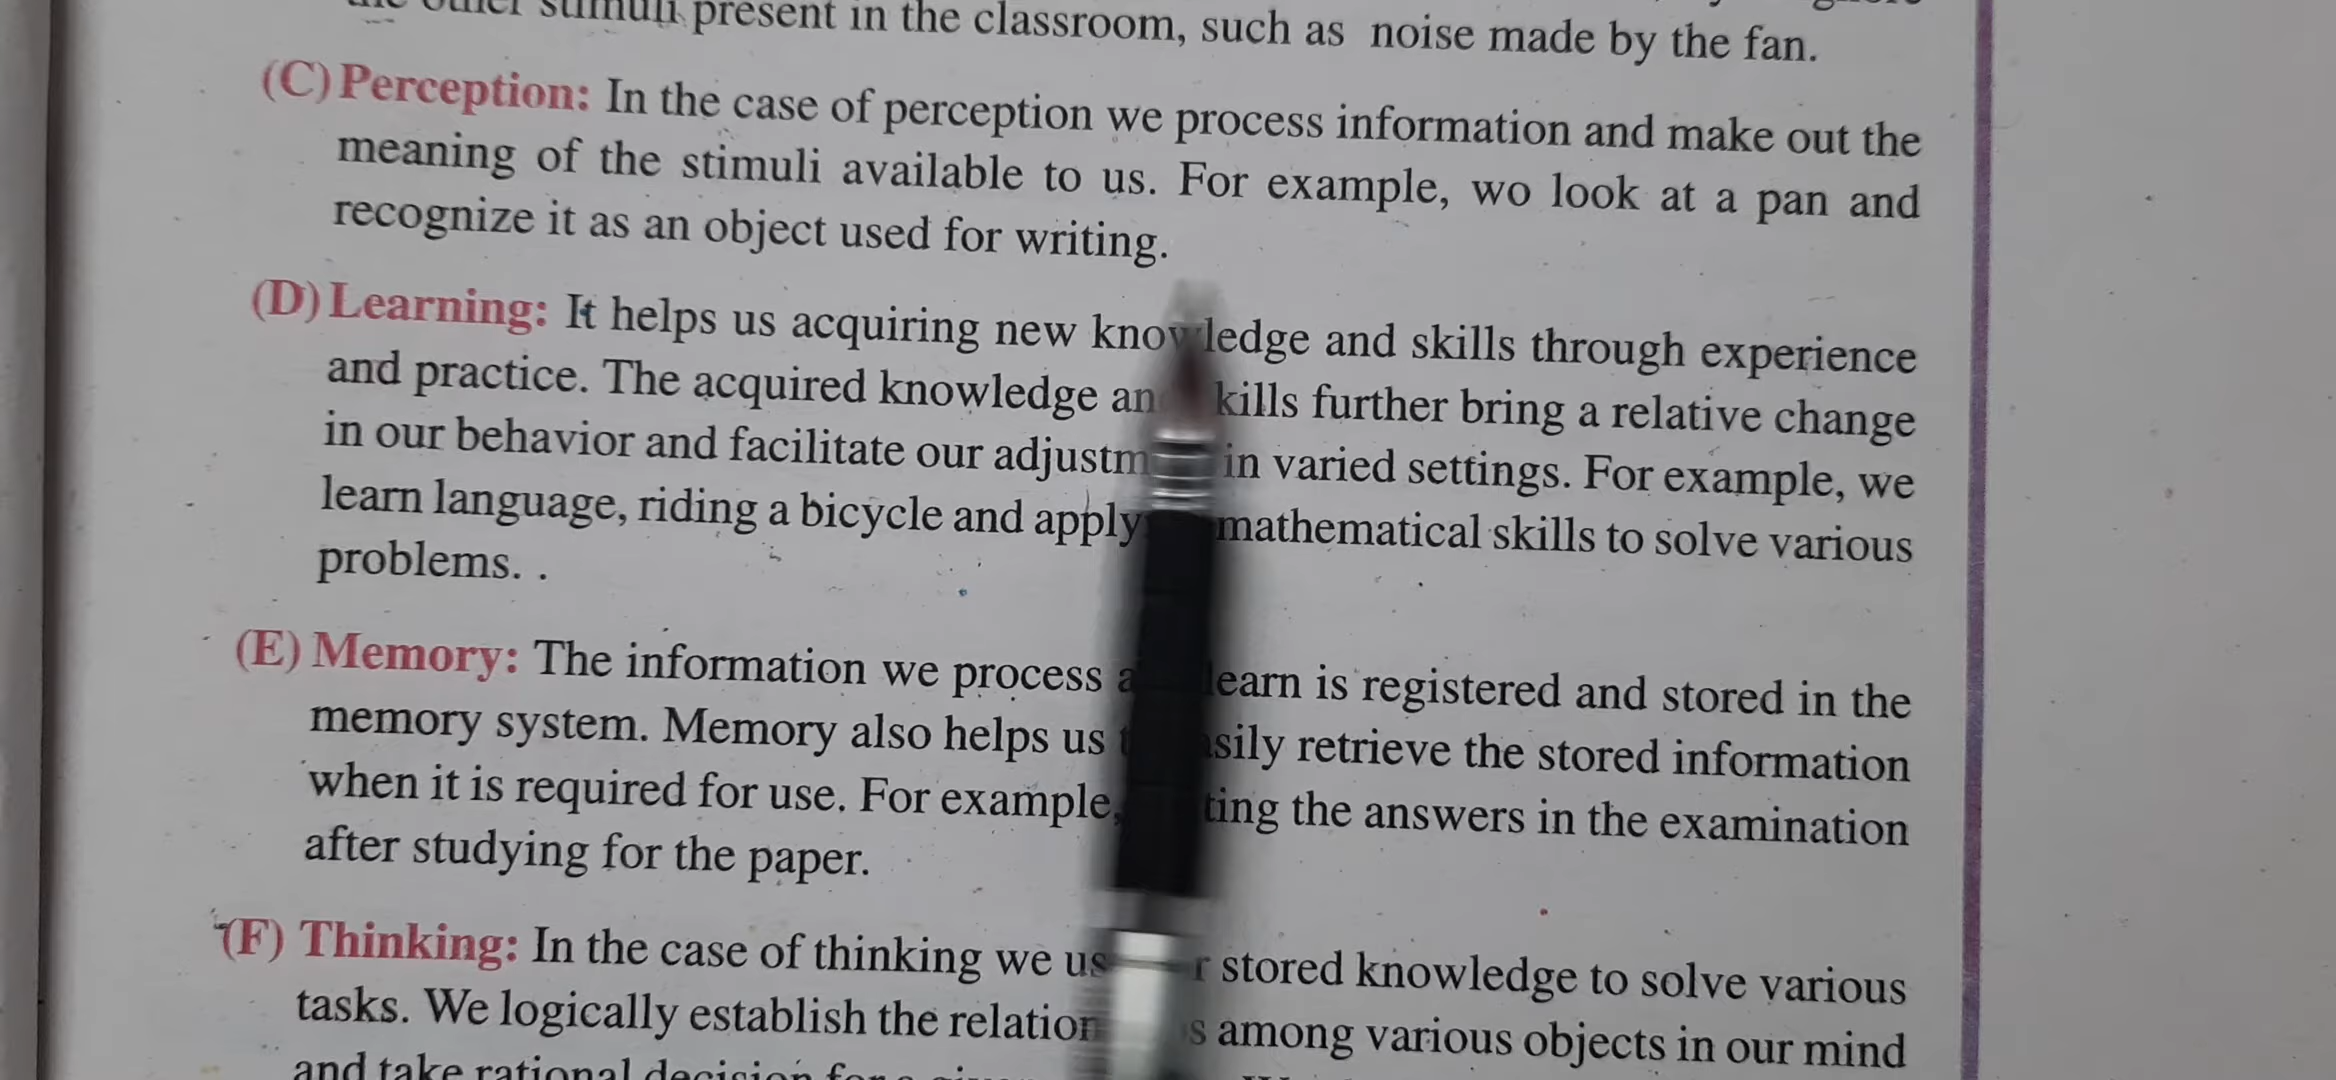 other stimuli present in the classroom, such as noise made by the fan.
(C) Perception: In the case of perception we process information and make out the
meaning of the stimuli available to us. For example, wo look at a pan and
recognize it as an object used for writing.
(D) Learning: It helps us acquiring new knowledge and skills through experience
and practice. The acquired knowledge further bring a relative change
in our behavior and facilitate our in varied settings. For example, we
learn language, riding a bicycle and mathematical skills to solve various
problems. .
(E) Memory: The information we process learn is registered and stored in the
memory system. Memory also helps us retrieve the stored information
when it is required for use. For example, the answers in the examination
after studying for the paper.
(F) Thinking: In the case of thinking we stored knowledge to solve various
tasks. We logically establish the among various objects in our mind
and take rational decision